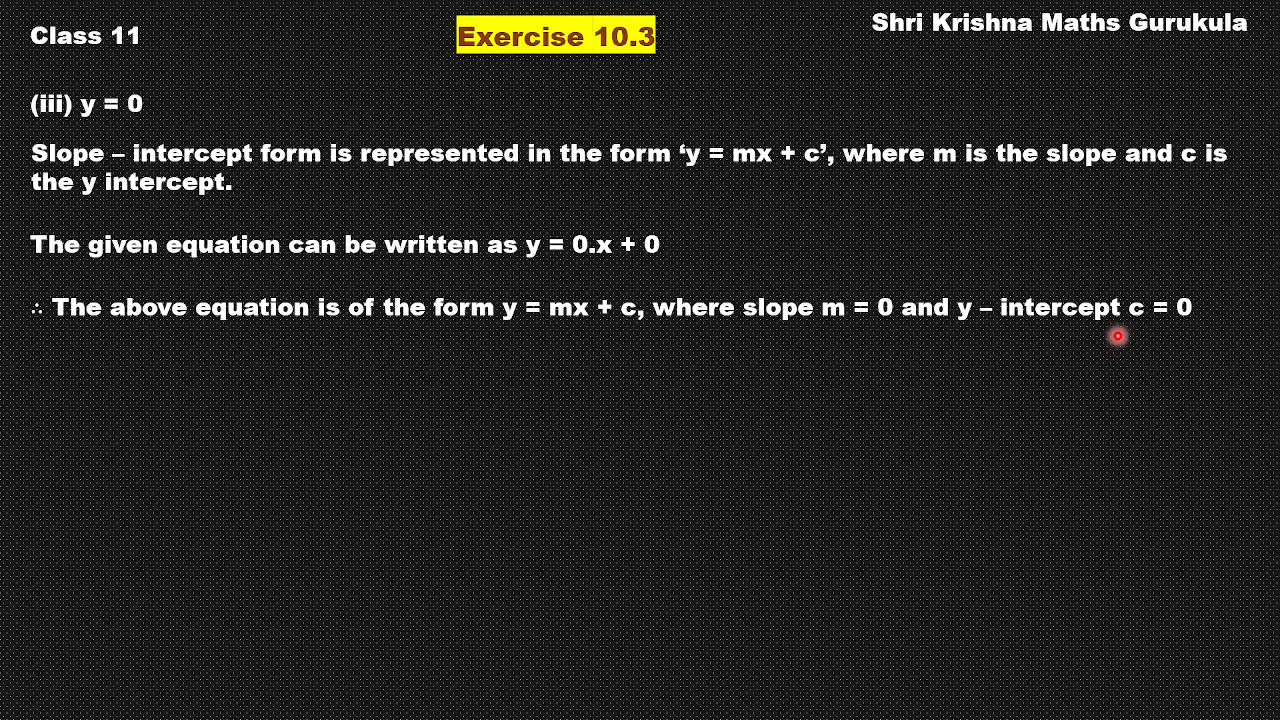 Class 11
Exercise 10.3
Shri Krishna Maths Gurukula
(iii) y = 0
Slope – intercept form is represented in the form ‘y = mx + c’, where m is the slope and c is
the y intercept.
The given equation can be written as y = 0.x + 0
∴ The above equation is of the form y = mx + c, where slope m = 0 and y – intercept c = 0